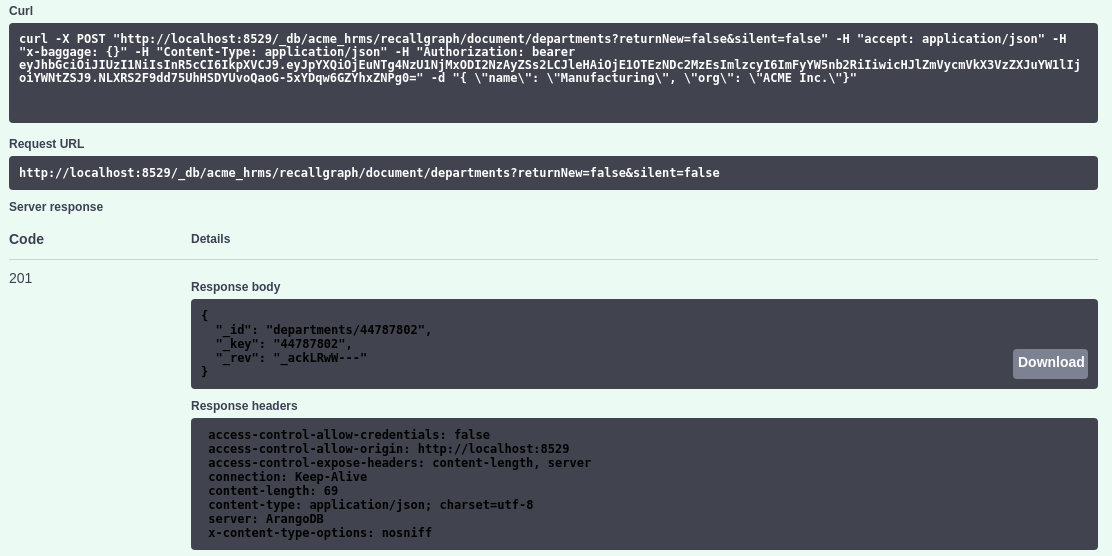 Curl
curl -X POST "http://localhost:8529/_db/acme_hrms/recallgraph/document/departments?returnNew=false&silent=false" -H "accept: application/json" -H
"x-baggage: {}" -H "Content-Type: application/json" -H "Authorization: bearer
eyJhbGciOiJIUzI1NiIsInR5cCI6IkpXVCJ9.eyJpYXQiOjEuNTg4NzU1NjMxODI2NzAyZSs2LCJleHAiOjE1OTEzNDc2MzEsImlzcyI6ImFyYW5nb2RiIiwicHJlZmVycmVkX3VzZXJuYW1lIj
oiYWNtZSJ9.NLXRS2F9dd75UhHSDYUvoQaoG-5xYDqw6GZYhxZNPg0=" -d "{ \"name\": \"Manufacturing\", \"org\": \"ACME Inc.\"}"
Request URL
http://localhost:8529/_db/acme_hrms/recallgraph/document/departments?returnNew=false&silent=false
Server response
Code Details
201
Response body
{
"_id": "departments/44787802",
"_key": "44787802",
"_rev": "_ackLRwW---"
}
Download
Response headers
access-control-allow-credentials: false
access-control-allow-origin: http://localhost:8529
access-control-expose-headers: content-length, server
connection: Keep-Alive
content-length: 69
content-type: application/json; charset=utf-8
server: ArangoDB
x-content-type-options: nosniff